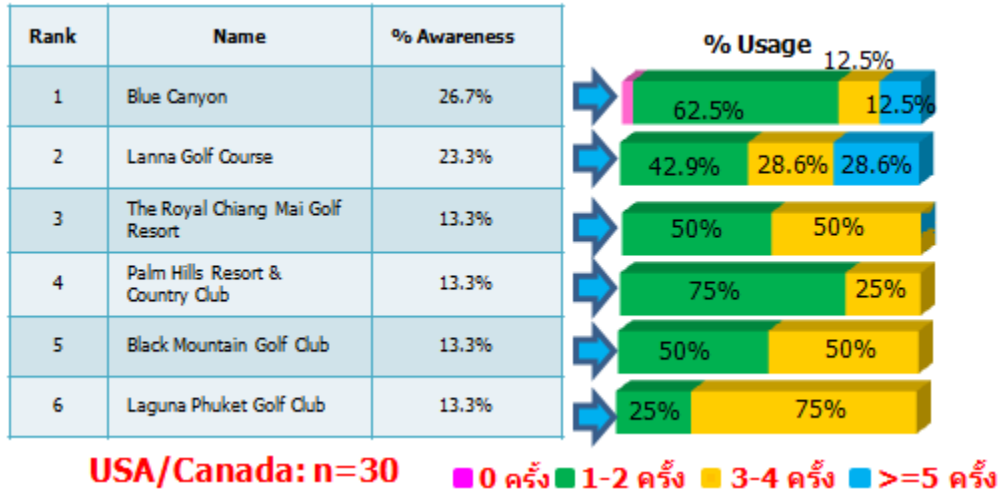 Rank Name % Awareness
% Usage
1 Blue Canyon 26.7%
62.5% 12.5% 12.5%
2 Lanna Golf Course 23.3%
42.9% 28.6% 28.6%
3 The Royal Chiang Mai Golf
Resort 13.3%
50% 50%
4 Palm Hills Resort &
Country Club 13.3%
75% 25%
5 Black Mountain Golf Club 13.3%
50% 50%
6 Laguna Phuket Golf Club 13.3%
25% 75%
USA/Canada: n=30
0 ครั้ง 1-2 ครั้ง 3-4 ครั้ง >=5 ครั้ง